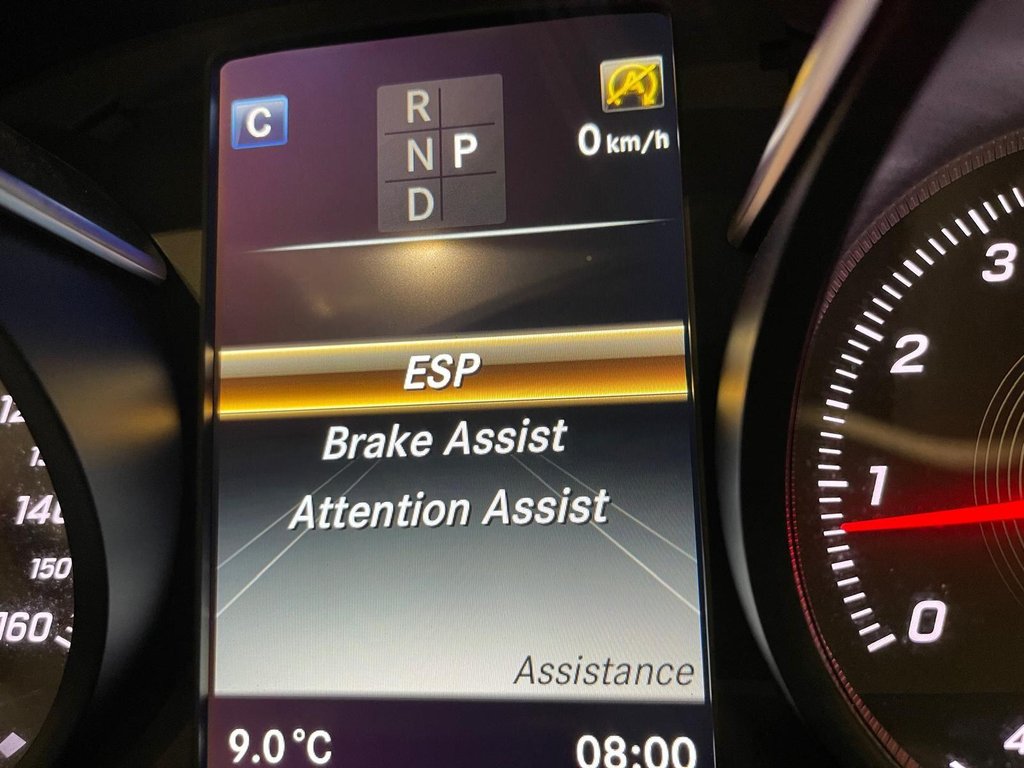 C
R
N P
D
A
0 km/h
ESP
Brake Assist
Attention Assist
Assistance
9.0°C
08:00
140
150
160
3
2
1
0